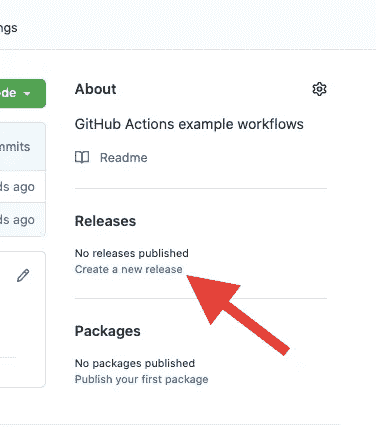 ngs
About
de
GitHub Actions example workflows
mmits
Readme
ds ago
Releases
ds ago
No releases published
Create a new release
Packages
No packages published
Publish your first package